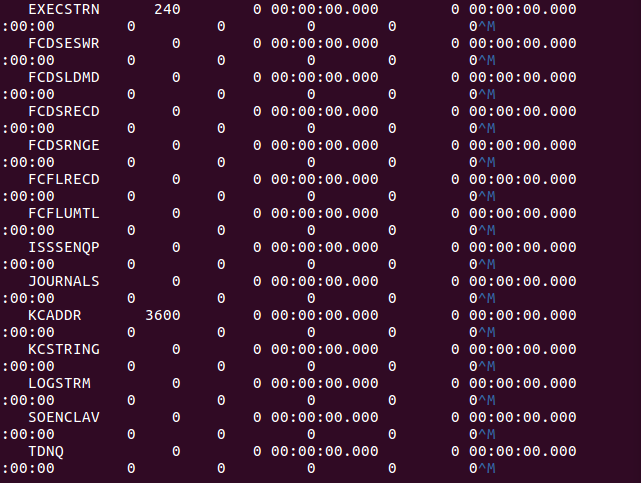 EXECSTRN 240 0 00:00:00.000 0 00:00:00.000
:00:00 0 0 0 0 0^M
FCDSESWR 0 0 00:00:00.000 0 00:00:00.000
:00:00 0 0 0 0 0^M
FCDSLDMD 0 0 00:00:00.000 0 00:00:00.000
:00:00 0 0 0 0 0^M
FCDSRECD 0 0 00:00:00.000 0 00:00:00.000
:00:00 0 0 0 0 0^M
FCDSRNGE 0 0 00:00:00.000 0 00:00:00.000
:00:00 0 0 0 0 0^M
FCFLRECD 0 0 00:00:00.000 0 00:00:00.000
:00:00 0 0 0 0 0^M
FCFLUMTL 0 0 00:00:00.000 0 00:00:00.000
:00:00 0 0 0 0 0^M
ISSSENQP 0 0 00:00:00.000 0 00:00:00.000
:00:00 0 0 0 0 0^M
JOURNALS 0 0 00:00:00.000 0 00:00:00.000
:00:00 0 0 0 0 0^M
KCADDR 3600 0 00:00:00.000 0 00:00:00.000
:00:00 0 0 0 0 0^M
KCSTRING 0 0 00:00:00.000 0 00:00:00.000
:00:00 0 0 0 0 0^M
LOGSTRM 0 0 00:00:00.000 0 00:00:00.000
:00:00 0 0 0 0 0^M
SOENCLAV 0 0 00:00:00.000 0 00:00:00.000
:00:00 0 0 0 0 0^M
TDNQ 0 0 00:00:00.000 0 00:00:00.000
:00:00 0 0 0 0 0^M